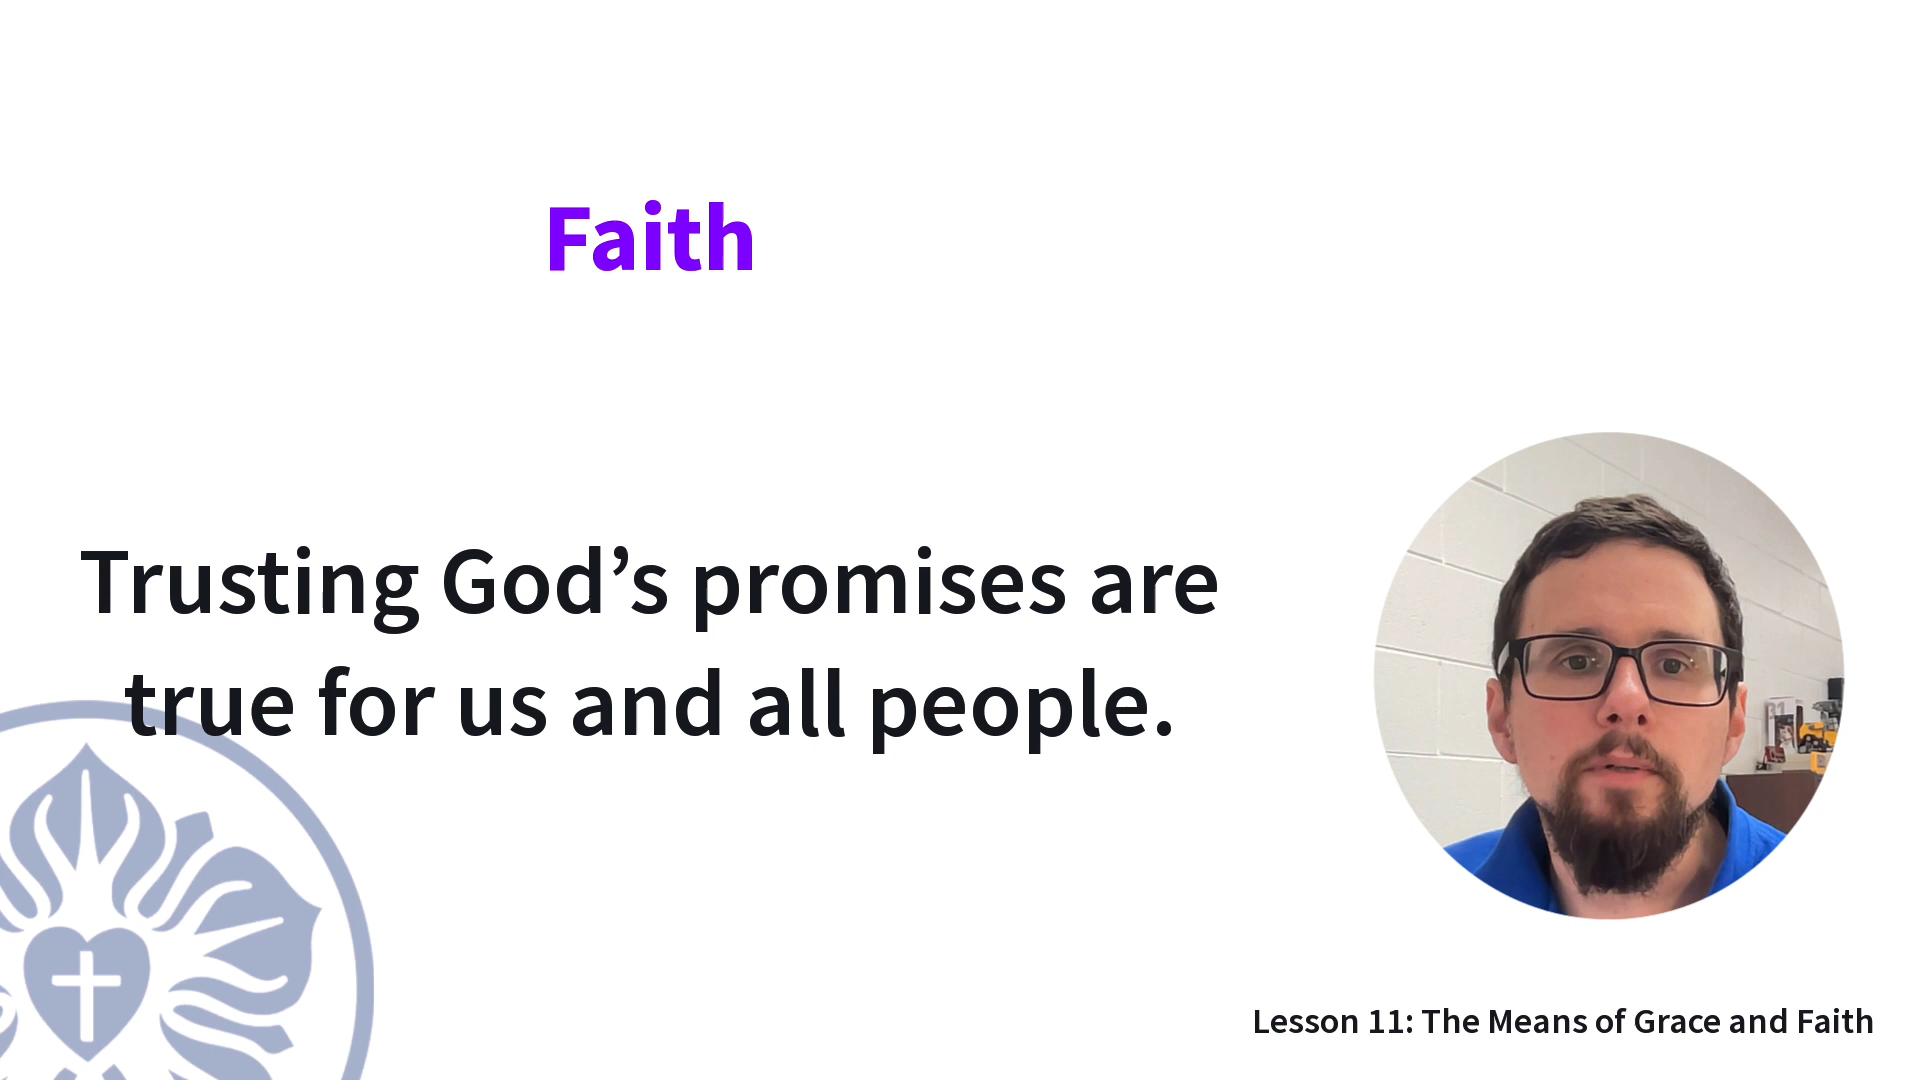 Faith
Trusting God’s promises are
true for us and all people.
Lesson 11: The Means of Grace and Faith